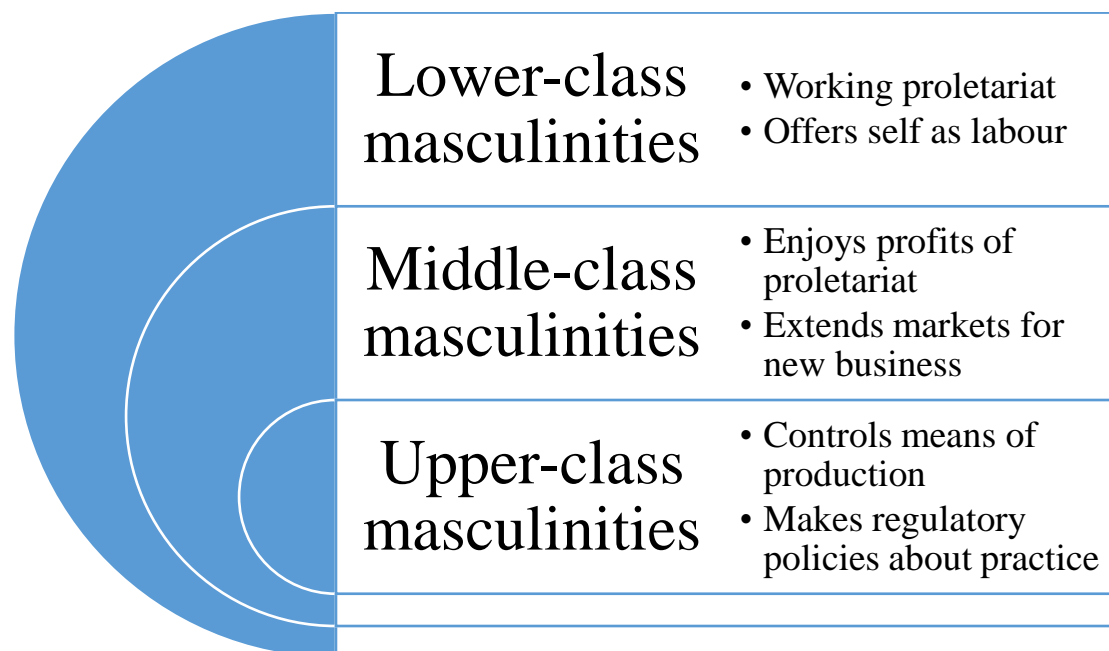 Lower-class
masculinities
• Working proletariat
• Offers self as labour
Middle-class
masculinities
• Enjoys profits of
proletariat
• Extends markets for
new business
Upper-class
masculinities
• Controls means of
production
• Makes regulatory
policies about practice